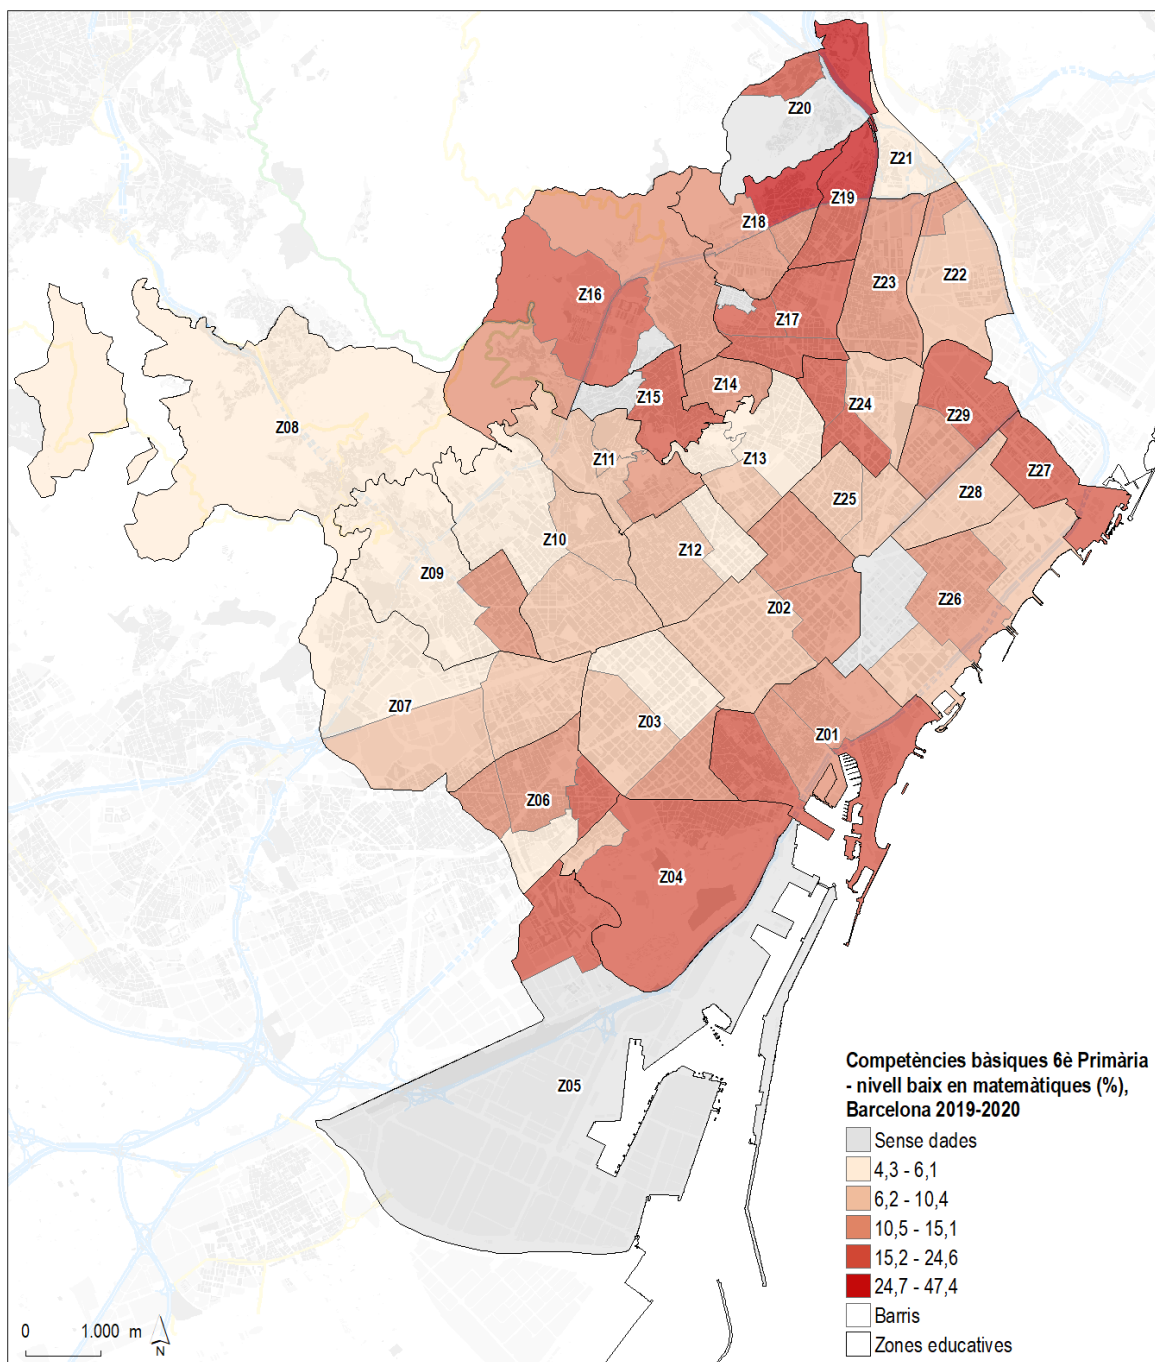 Z20
Z21
Z19
Z18
Z22
Z23
Z16
Z17
Z14
Z15
Z24
Z29
Z08
Z11
Z13
Z27
Z28
Z25
Z10
Z12
Z09
Z26
Z02
Z07
Z03
Z01
Z06
Z04
Z05
Competències bàsiques 6è Primària
- nivell baix en matemàtiques (%),
Barcelona 2019-2020
Sense dades
4,3 - 6,1
6,2 - 10,4
10,5 - 15,1
15,2 - 24,6
24,7 - 47,4
Barris
Zones educatives
0 1.000 m
N